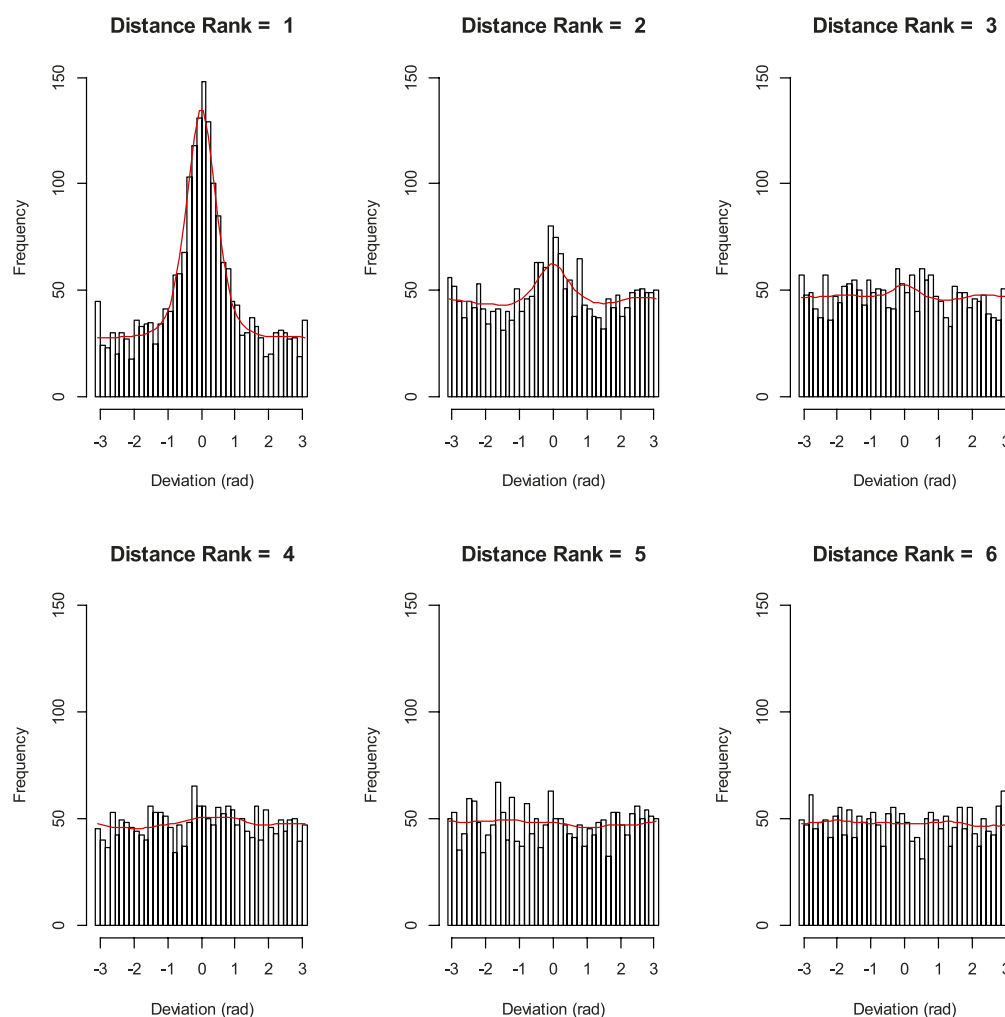 Distance Rank = 1
Distance Rank = 2
Distance Rank = 3
Frequency
0 50 100 150
-3 -2 -1 0 1 2 3
Deviation (rad)
Frequency
0 50 100 150
-3 -2 -1 0 1 2 3
Deviation (rad)
Frequency
0 50 100 150
-3 -2 -1 0 1 2 3
Deviation (rad)
Distance Rank = 4
Distance Rank = 5
Distance Rank = 6
Frequency
0 50 100 150
-3 -2 -1 0 1 2 3
Deviation (rad)
Frequency
0 50 100 150
-3 -2 -1 0 1 2 3
Deviation (rad)
Frequency
0 50 100 150
-3 -2 -1 0 1 2 3
Deviation (rad)